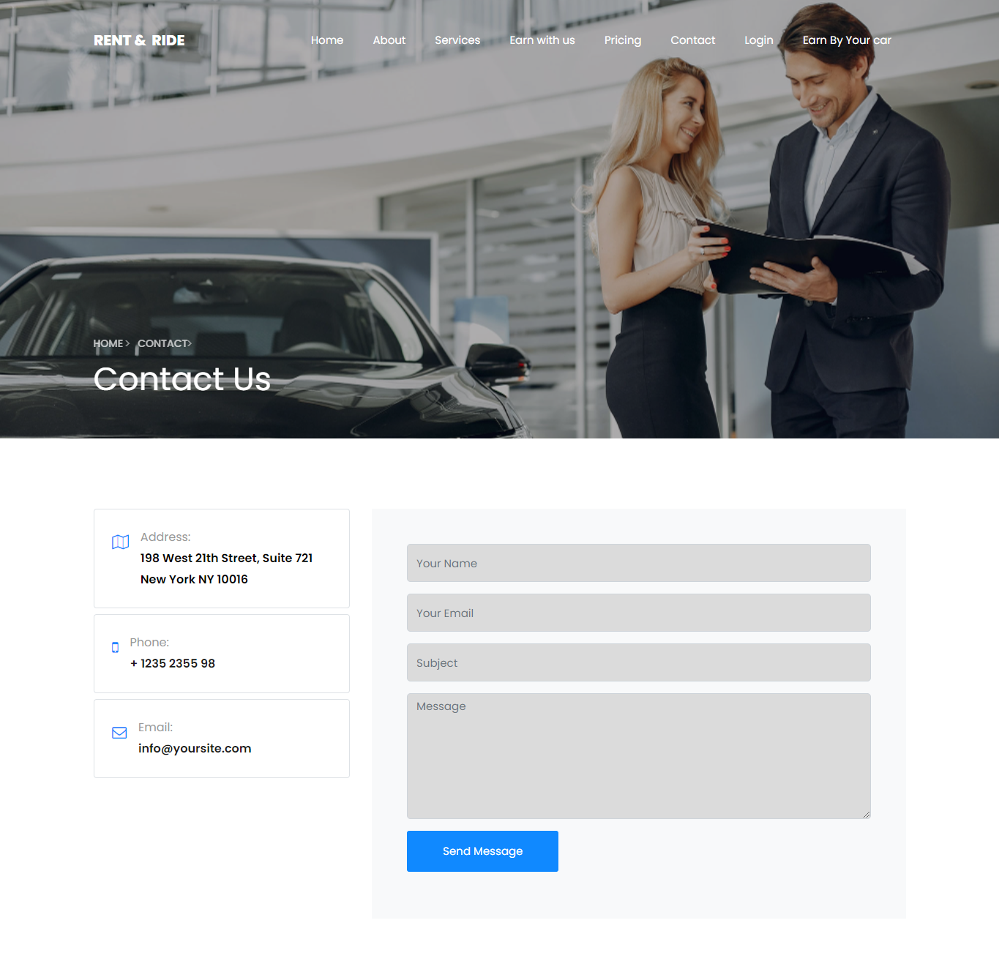 RENT & RIDE
Home About Services Earn with us Pricing Contact Login Earn By Your car
HOME > CONTACT>
Contact Us
Address:
198 West 21th Street, Suite 721
New York NY 10016
Phone:
+ 1235 2355 98
Email:
info@yoursite.com
Your Name
Your Email
Subject
Message
Send Message